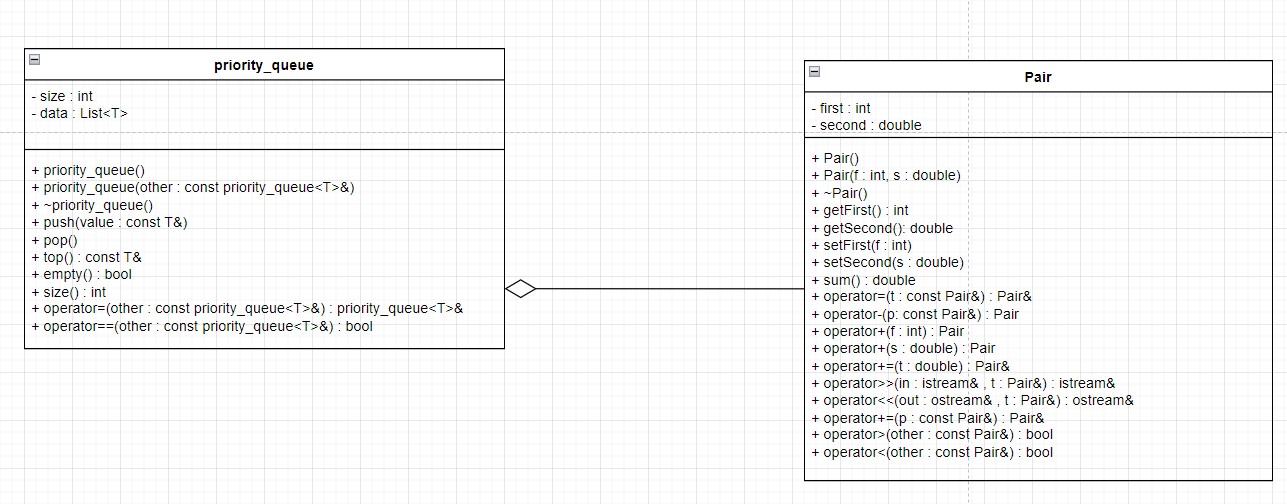 priority_queue
- size : int
- data : List<T>
+ priority_queue()
+ priority_queue(other : const priority_queue<T>&)
+ ~priority_queue()
+ push(value : const T&)
+ pop()
+ top() : const T&
+ empty() : bool
+ size() : int
+ operator=(other : const priority_queue<T>&) : priority_queue<T>&
+ operator==(other : const priority_queue<T>&) : bool
Pair
- first : int
- second : double
+ Pair()
+ Pair(f : int, s : double)
+ ~Pair()
+ getFirst() : int
+ getSecond(): double
+ setFirst(f : int)
+ setSecond(s : double)
+ sum() : double
+ operator=(t : const Pair&) : Pair&
+ operator-(p: const Pair&) : Pair
+ operator+(f : int) : Pair
+ operator+(s : double) : Pair
+ operator+=(t : double) : Pair&
+ operator>>(in : istream& , t : Pair&) : istream&
+ operator<<(out : ostream& , t : Pair&) : ostream&
+ operator+=(p : const Pair&) : Pair&
+ operator>(other : const Pair&) : bool
+ operator<(other : const Pair&) : bool